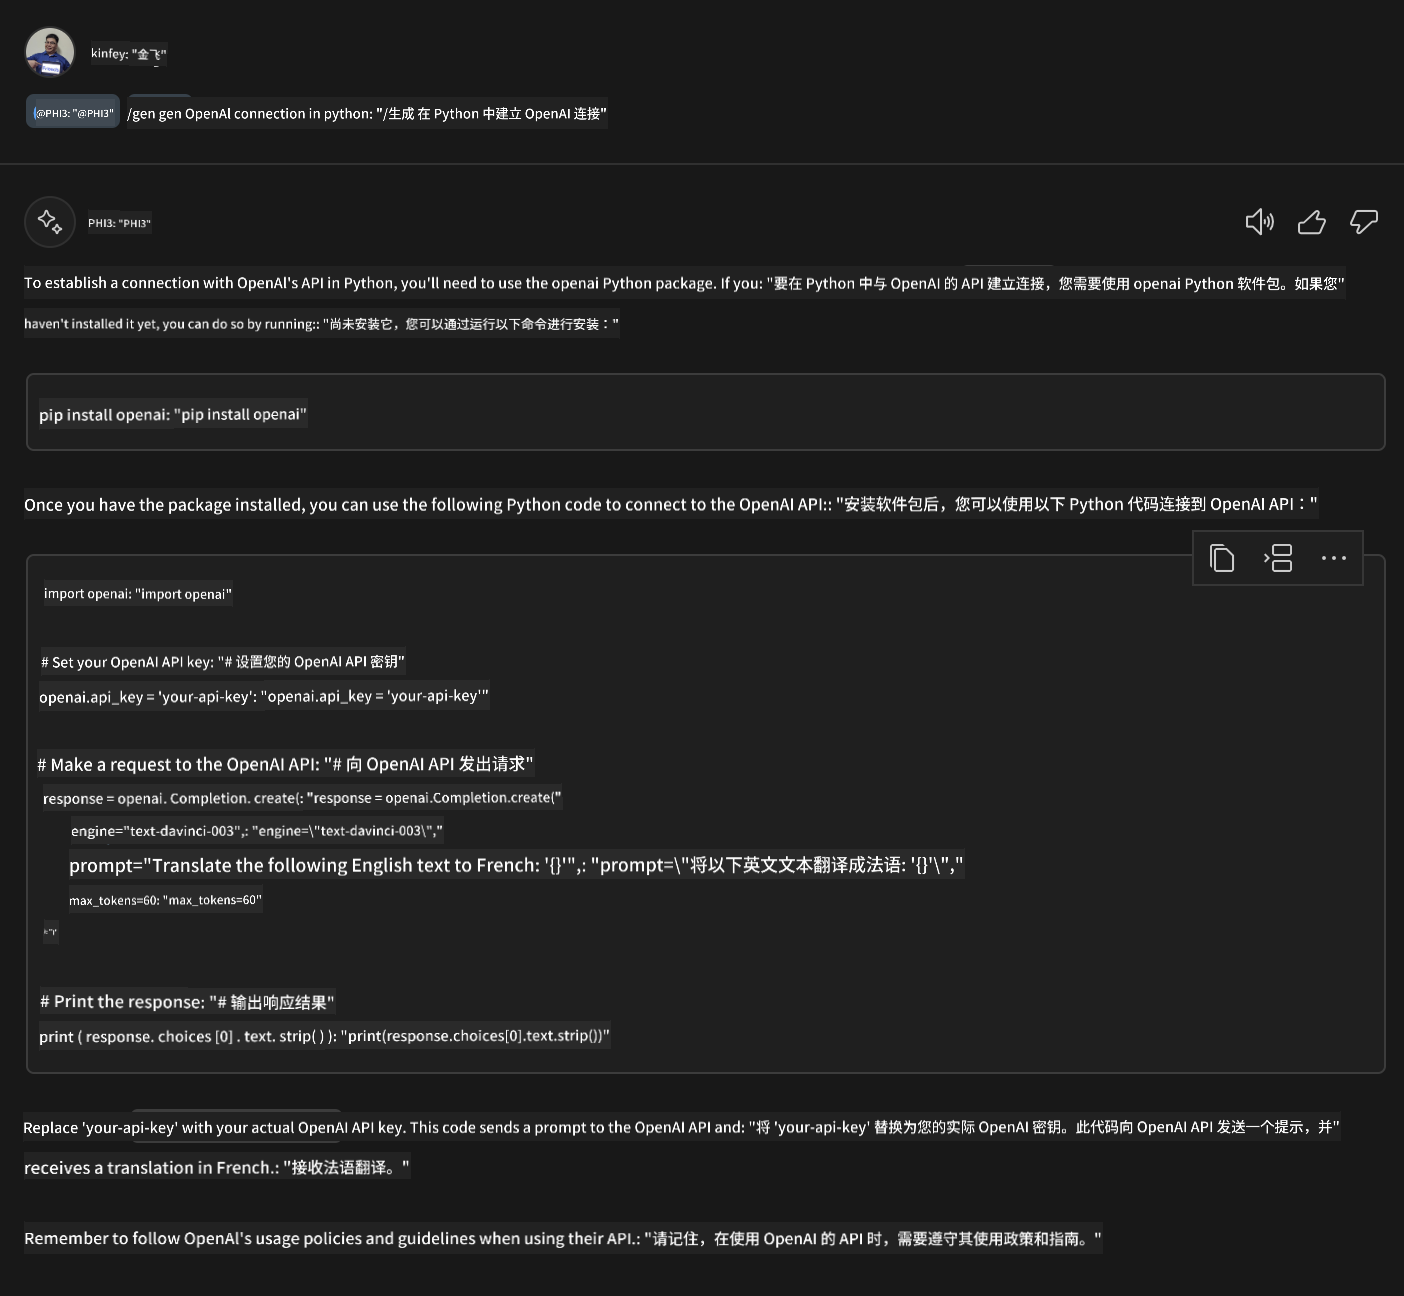 kinfey: "金飞"
@PHI3: "@PHI3" /gen gen OpenAI connection in python: "/生成 在 Python 中建立 OpenAI 连接"
PHI3: "PHI3"
To establish a connection with OpenAI's API in Python, you'll need to use the openai Python package. If you: "要在 Python 中与 OpenAI 的 API 建立连接，您需要使用 openai Python 软件包。如果您"
haven't installed it yet, you can do so by running:: "尚未安装它，您可以通过运行以下命令进行安装："
pip install openai: "pip install openai"
Once you have the package installed, you can use the following Python code to connect to the OpenAI API:: "安装软件包后，您可以使用以下 Python 代码连接到 OpenAI API："
import openai: "import openai"
# Set your OpenAI API key: "# 设置您的 OpenAI API 密钥"
openai.api_key = 'your-api-key': "openai.api_key = 'your-api-key'"
# Make a request to the OpenAI API: "# 向 OpenAI API 发出请求"
response = openai. Completion. create(: "response = openai.Completion.create("
engine="text-davinci-003",: "engine=\"text-davinci-003\","
prompt="Translate the following English text to French: '{}'",: "prompt=\"将以下英文文本翻译成法语: '{}'\","
max_tokens=60: "max_tokens=60"
# Print the response: "# 输出响应结果"
print ( response. choices [0] . text. strip( ) ): "print(response.choices[0].text.strip())"
Replace 'your-api-key' with your actual OpenAI API key. This code sends a prompt to the OpenAI API and: "将 'your-api-key' 替换为您的实际 OpenAI 密钥。此代码向 OpenAI API 发送一个提示，并"
receives a translation in French.: "接收法语翻译。"
Remember to follow OpenAI's usage policies and guidelines when using their API.: "请记住，在使用 OpenAI 的 API 时，需要遵守其使用政策和指南。"